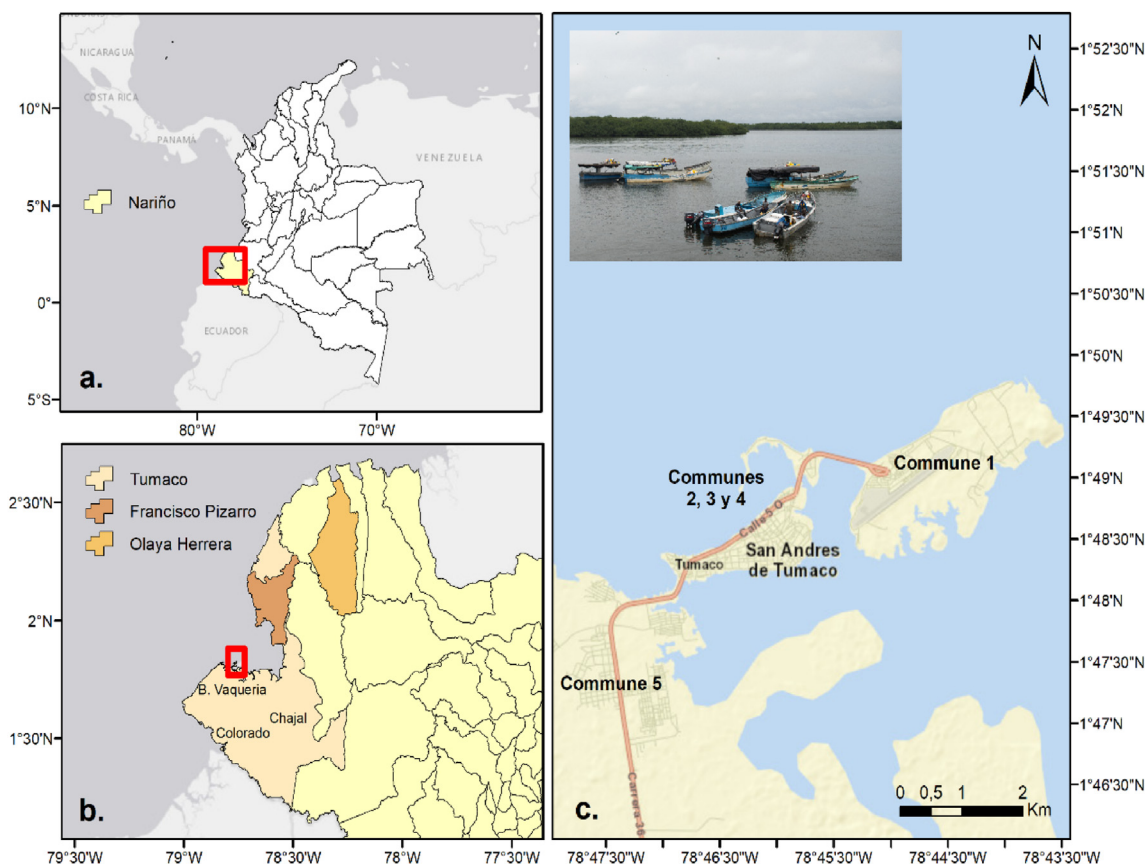 NICARAGUA
COSTA RICA
PANAMA
VENEZUELA
ECUADOR
Nariño
10°N
5°N
0°
5°S
80°W
70°W
a.
Tumaco
Francisco Pizarro
Olaya Herrera
2°30'N
2°N
1°30'N
B. Vaqueria
Chajal
Colorado
b.
79°30'W
79°W
78°30'W
78°W
77°30'W
N
Commune 1
Communes
2, 3 y 4
Calle 5 O
San Andres
de Tumaco
Tumaco
Commune 5
Carrera 36
0 0,5 1 2
Km
c.
1°52'30"N
1°52'N
1°51'30"N
1°51'N
1°50'30"N
1°50'N
1°49'30"N
1°49'N
1°48'30"N
1°48'N
1°47'30"N
1°47'N
1°46'30"N
78°47'30"W
78°46'30"W
78°45'30"W
78°44'30"W
78°43'30"W